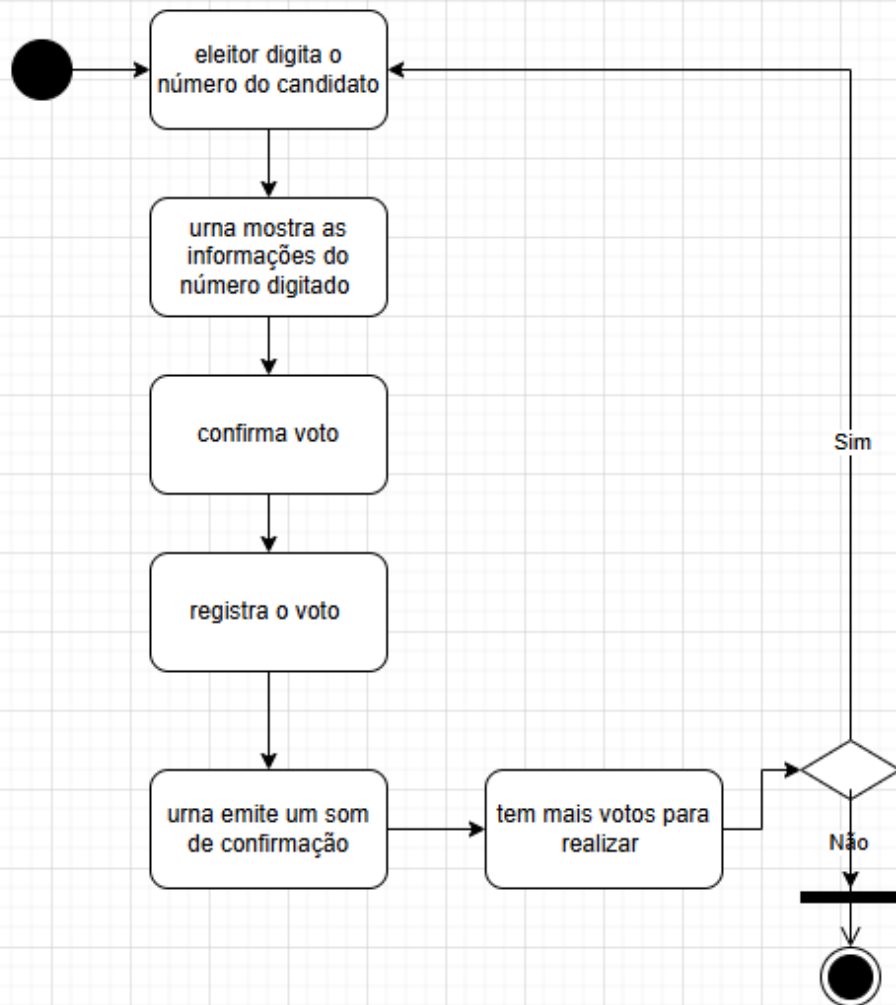 eleitor digita o
número do candidato
urna mostra as
informações do
número digitado
confirma voto
Sim
registra o voto
urna emite um som
de confirmação
tem mais votos para
realizar
Não